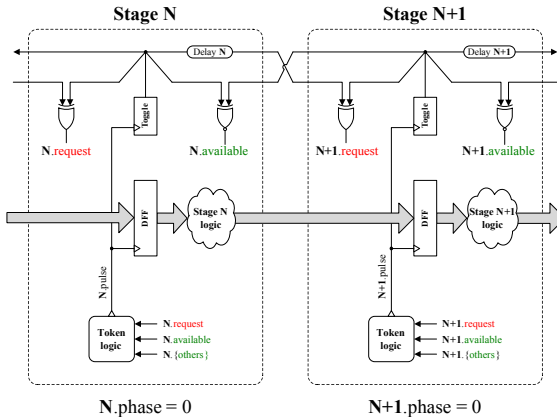 Stage N
Stage N+1
Delay N
Delay N+1
Toggle
Toggle
N.request
N.available
N+1.request
N+1.available
DFF
Stage N
logic
DFF
Stage N+1
logic
N.pulse
N+1.pulse
Token
logic
N.request
N.available
N.{others}
Token
logic
N+1.request
N+1.available
N+1.{others}
N.phase = 0
N+1.phase = 0